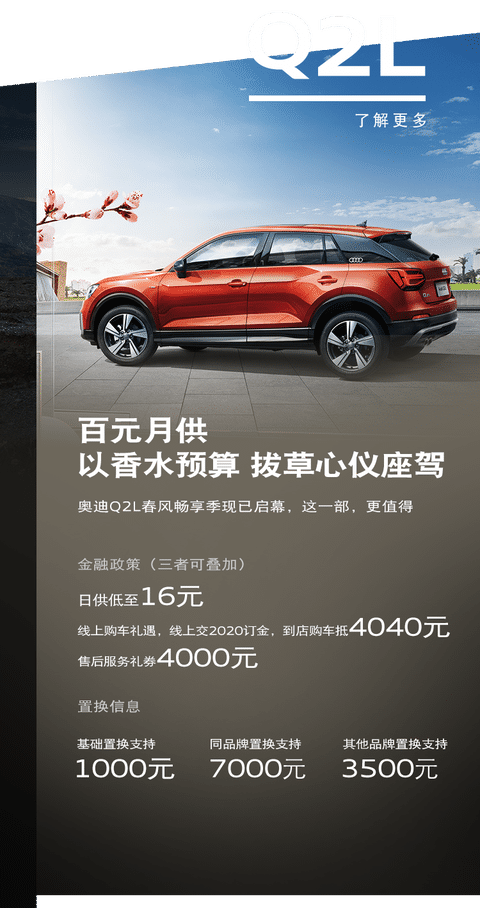 Q2L
了解更多
百元月供
以香水预算 拔草心仪座驾
奥迪Q2L春风畅享季现已启幕，这一部，更值得
金融政策（三者可叠加）
日供低至16元
线上购车礼遇，线上交2020订金，到店购车抵4040元
售后服务礼券4000元
置换信息
基础置换支持 同品牌置换支持 其他品牌置换支持
1000元 7000元 3500元